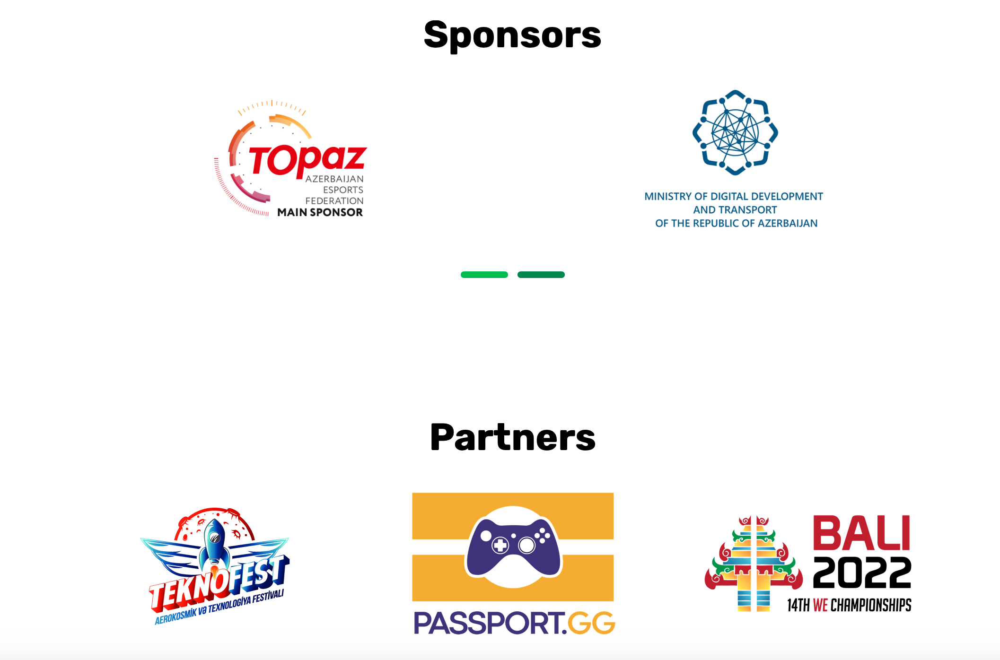 Sponsors
TOpaz
AZERBAIJAN
ESPORTS
FEDERATION
MAIN SPONSOR
MINISTRY OF DIGITAL DEVELOPMENT
AND TRANSPORT
OF THE REPUBLIC OF AZERBAIJAN
Partners
TEKNOFEST
AEROKOSMİK VƏ TEXNOLOGİYA FESTİVALI
PASSPORT.GG
BALI
2022
14TH WE CHAMPIONSHIPS